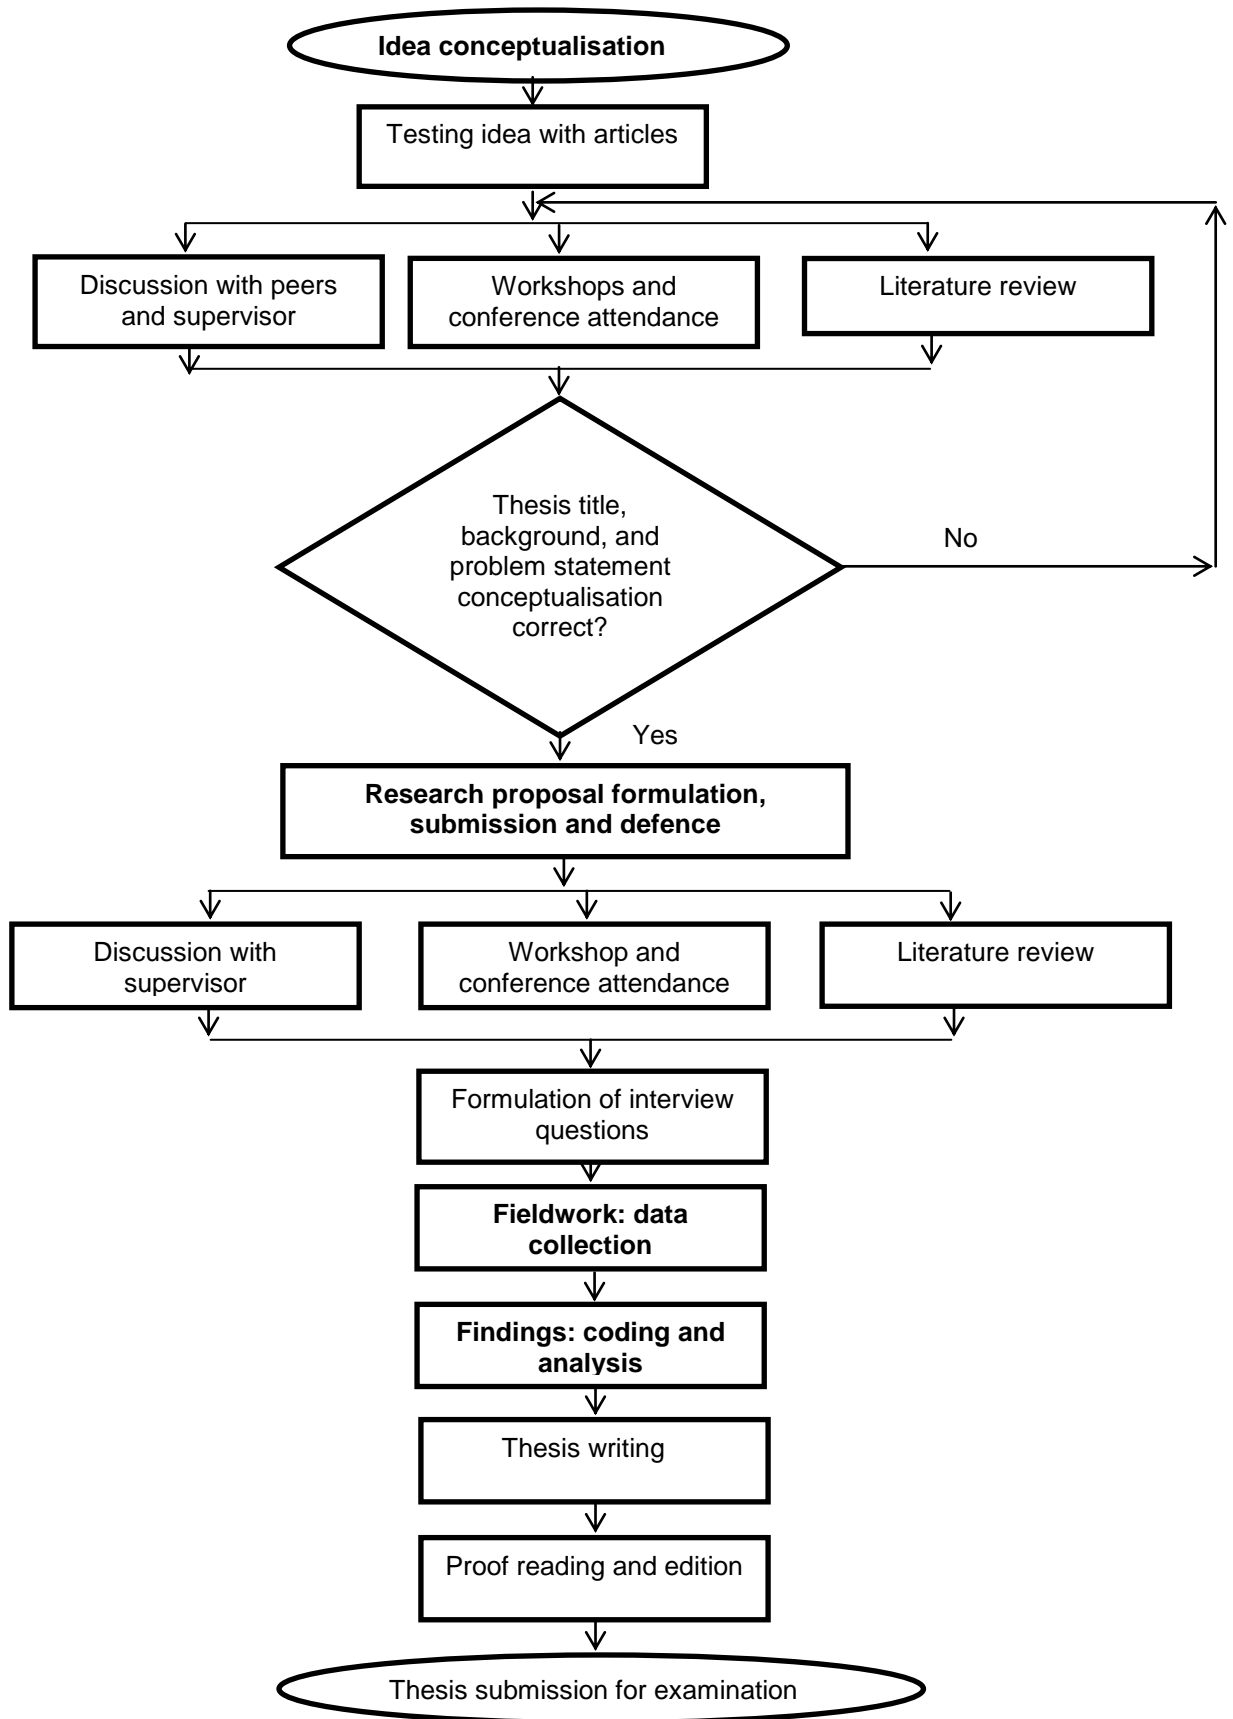 Idea conceptualisation
Testing idea with articles
Discussion with peers
and supervisor
Workshops and
conference attendance
Literature review
Thesis title,
background, and
problem statement
conceptualisation
correct?
No
Yes
Research proposal formulation,
submission and defence
Discussion with
supervisor
Workshop and
conference attendance
Literature review
Formulation of interview
questions
Fieldwork: data
collection
Findings: coding and
analysis
Thesis writing
Proof reading and edition
Thesis submission for examination